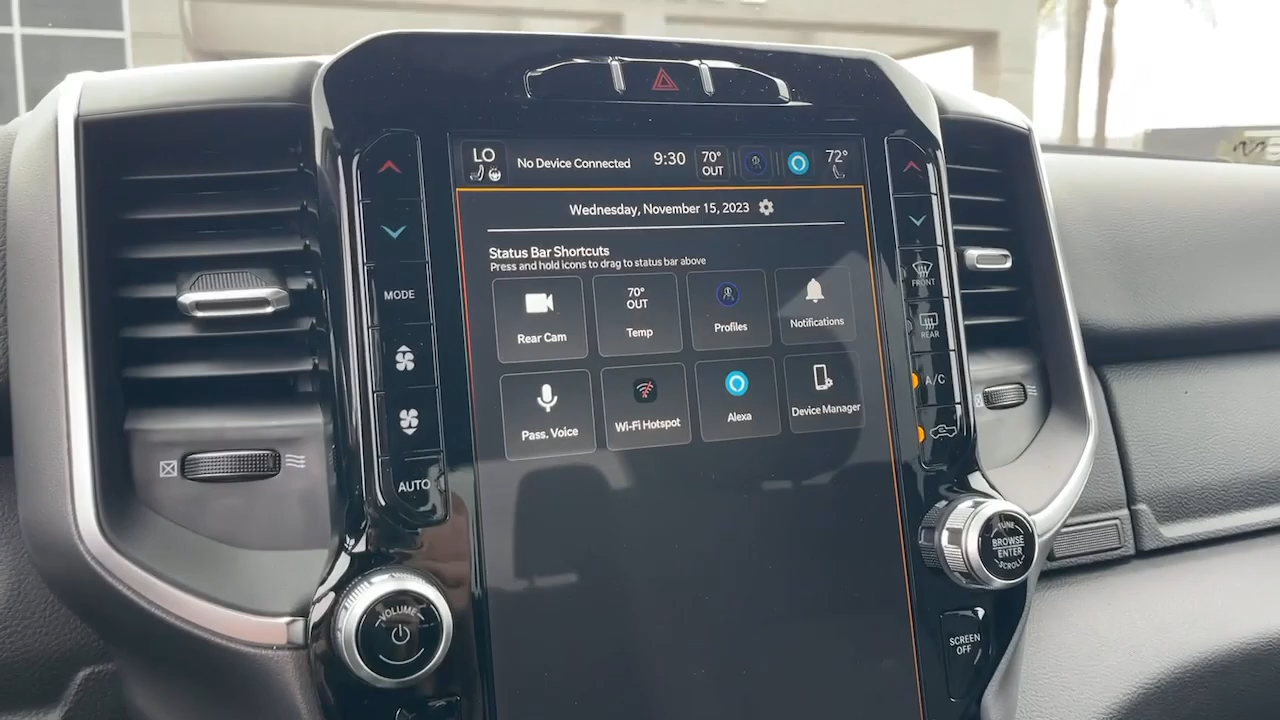 LO
No Device Connected
9:30
70°
OUT
72°
Wednesday, November 15, 2023
Status Bar Shortcuts
Press and hold icons to drag to status bar above
Rear Cam
70°
OUT
Temp
Profiles
Notifications
Pass. Voice
Wi-Fi Hotspot
Alexa
Device Manager
MODE
AUTO
FRONT
REAR
A/C
VOLUME
TUNE
BROWSE
ENTER
SCROLL
SCREEN
OFF